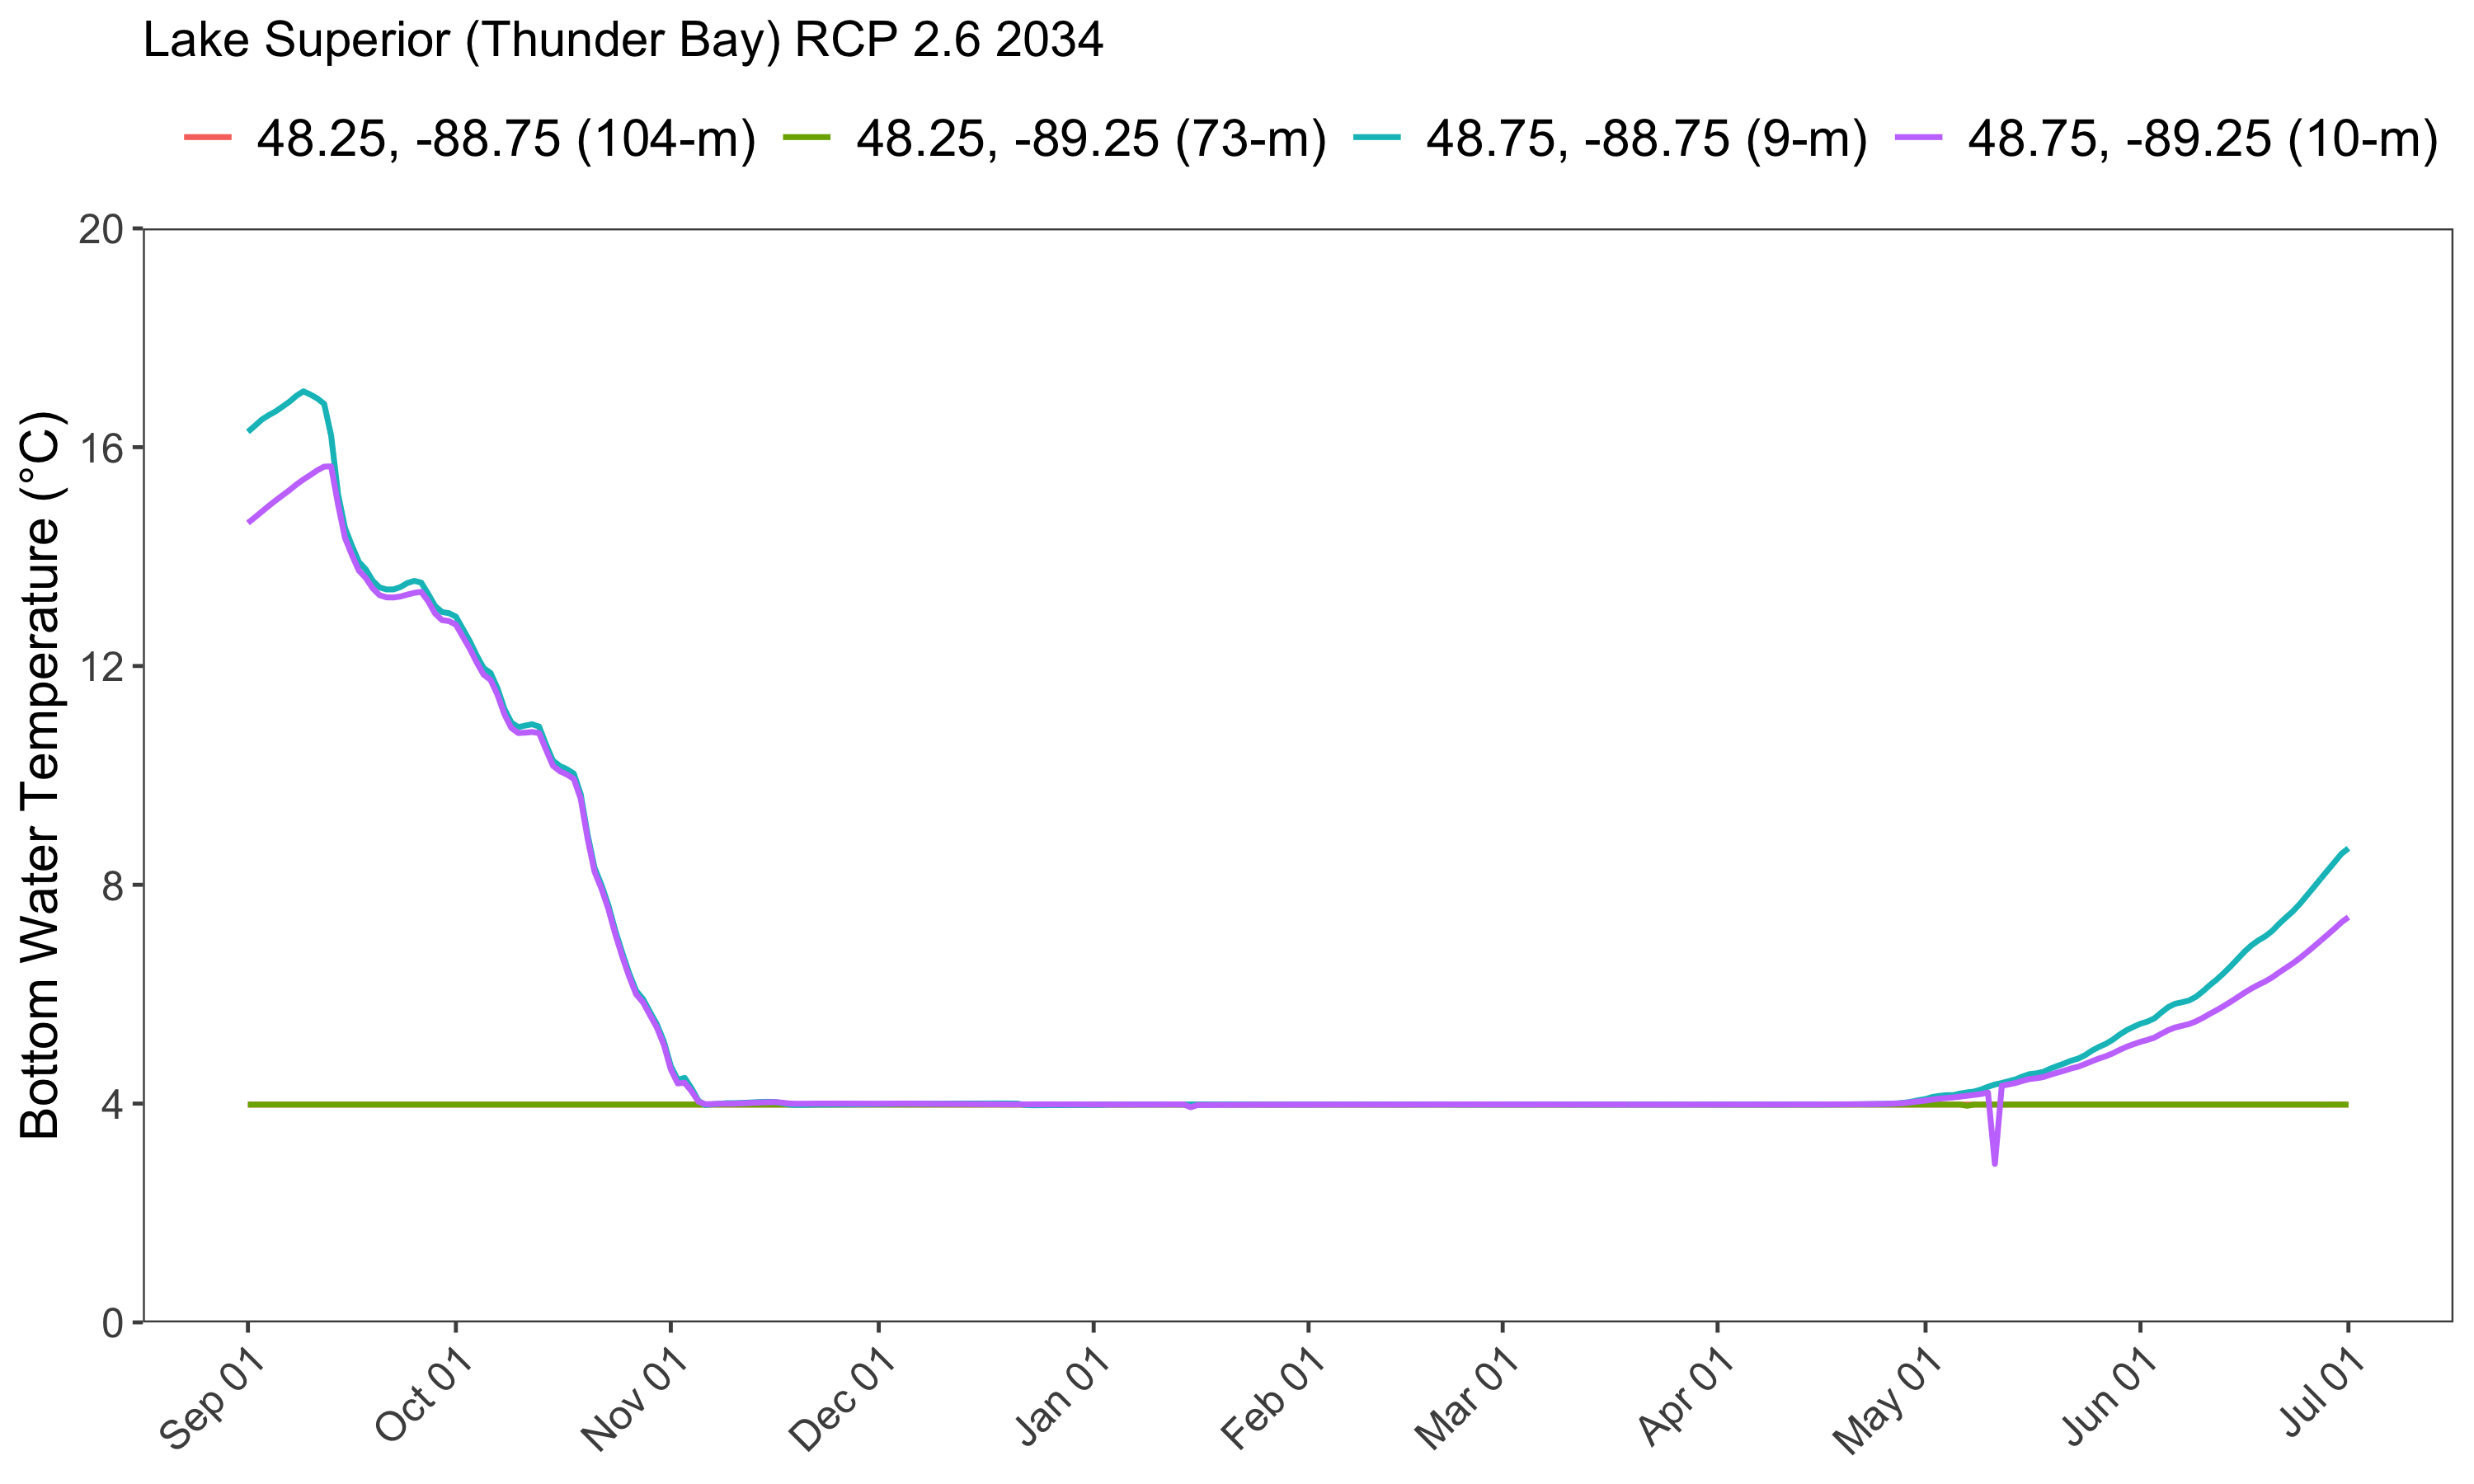 Lake Superior (Thunder Bay) RCP 2.6 2034
48.25, -88.75 (104-m) 48.25, -89.25 (73-m) 48.75, -88.75 (9-m) 48.75, -89.25 (10-m)
Bottom Water Temperature (°C)
20
16
12
8
4
0
Sep 01 Oct 01 Nov 01 Dec 01 Jan 01 Feb 01 Mar 01 Apr 01 May 01 Jun 01 Jul 01